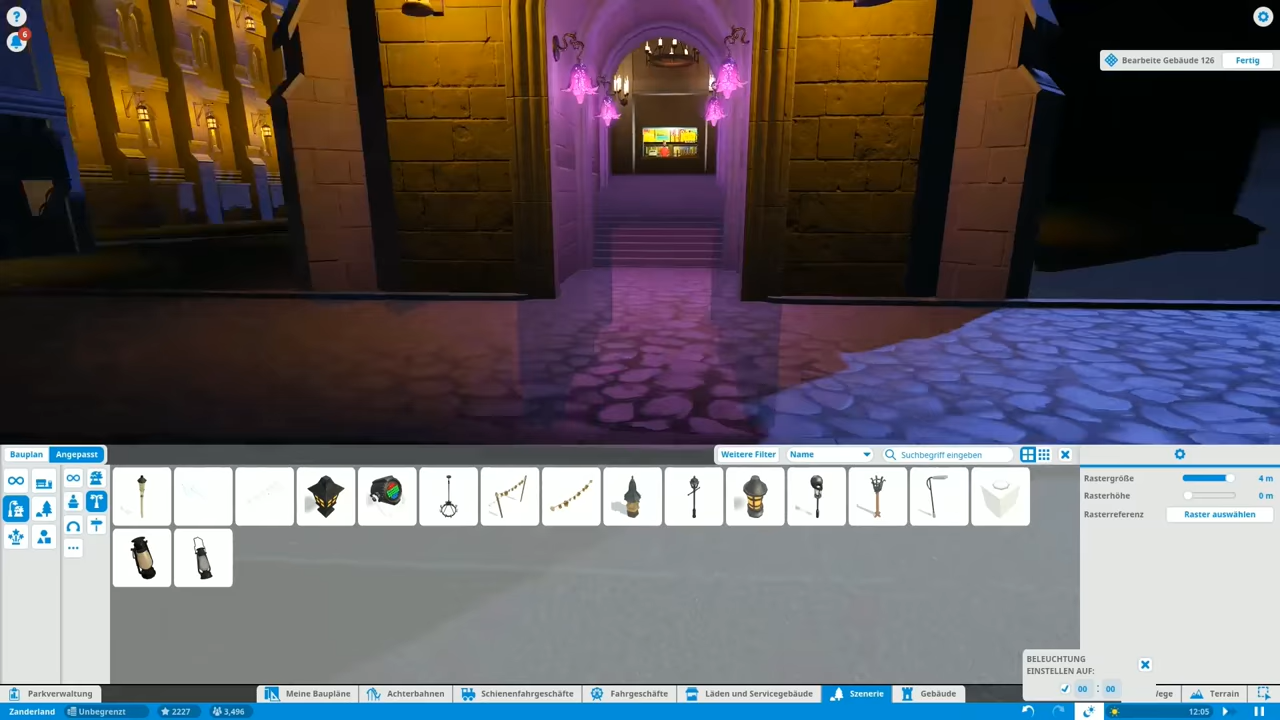 ?
6
Bearbeite Gebäude 126 Fertig
Bauplan Angepasst Weitere Filter Name Suchbegriff eingeben
Rastergröße 4 m
Rasterhöhe 0 m
Rasterreferenz Raster auswählen
BELEUCHTUNG
EINSTELLEN AUF:
00 : 00
Parkverwaltung Meine Baupläne Achterbahnen Schienenfahrgeschäfte Fahrgeschäfte Läden und Servicegebäude Szenerie Gebäude Wege Terrain
Zanderland Unbegrenzt 2227 3,496 12:05